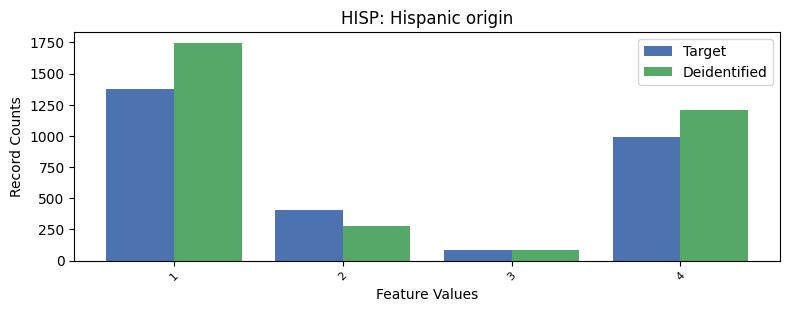 HISP: Hispanic origin
Record Counts
1750
1500
1250
1000
750
500
250
0
Target
Deidentified
1
2
3
4
Feature Values